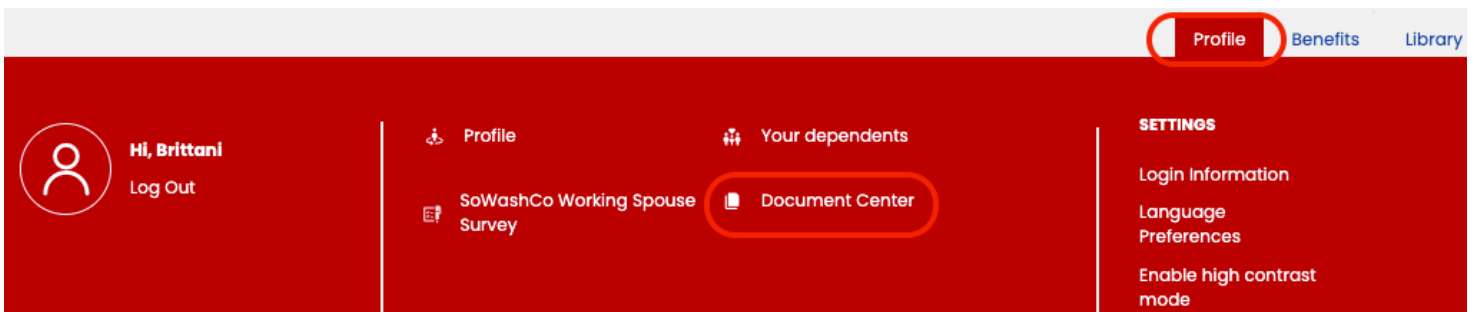 Profile
Benefits
Library
Hi, Brittani
Log Out
Profile
Your dependents
SoWashCo Working Spouse
Survey
Document Center
SETTINGS
Login Information
Language
Preferences
Enable high contrast
mode